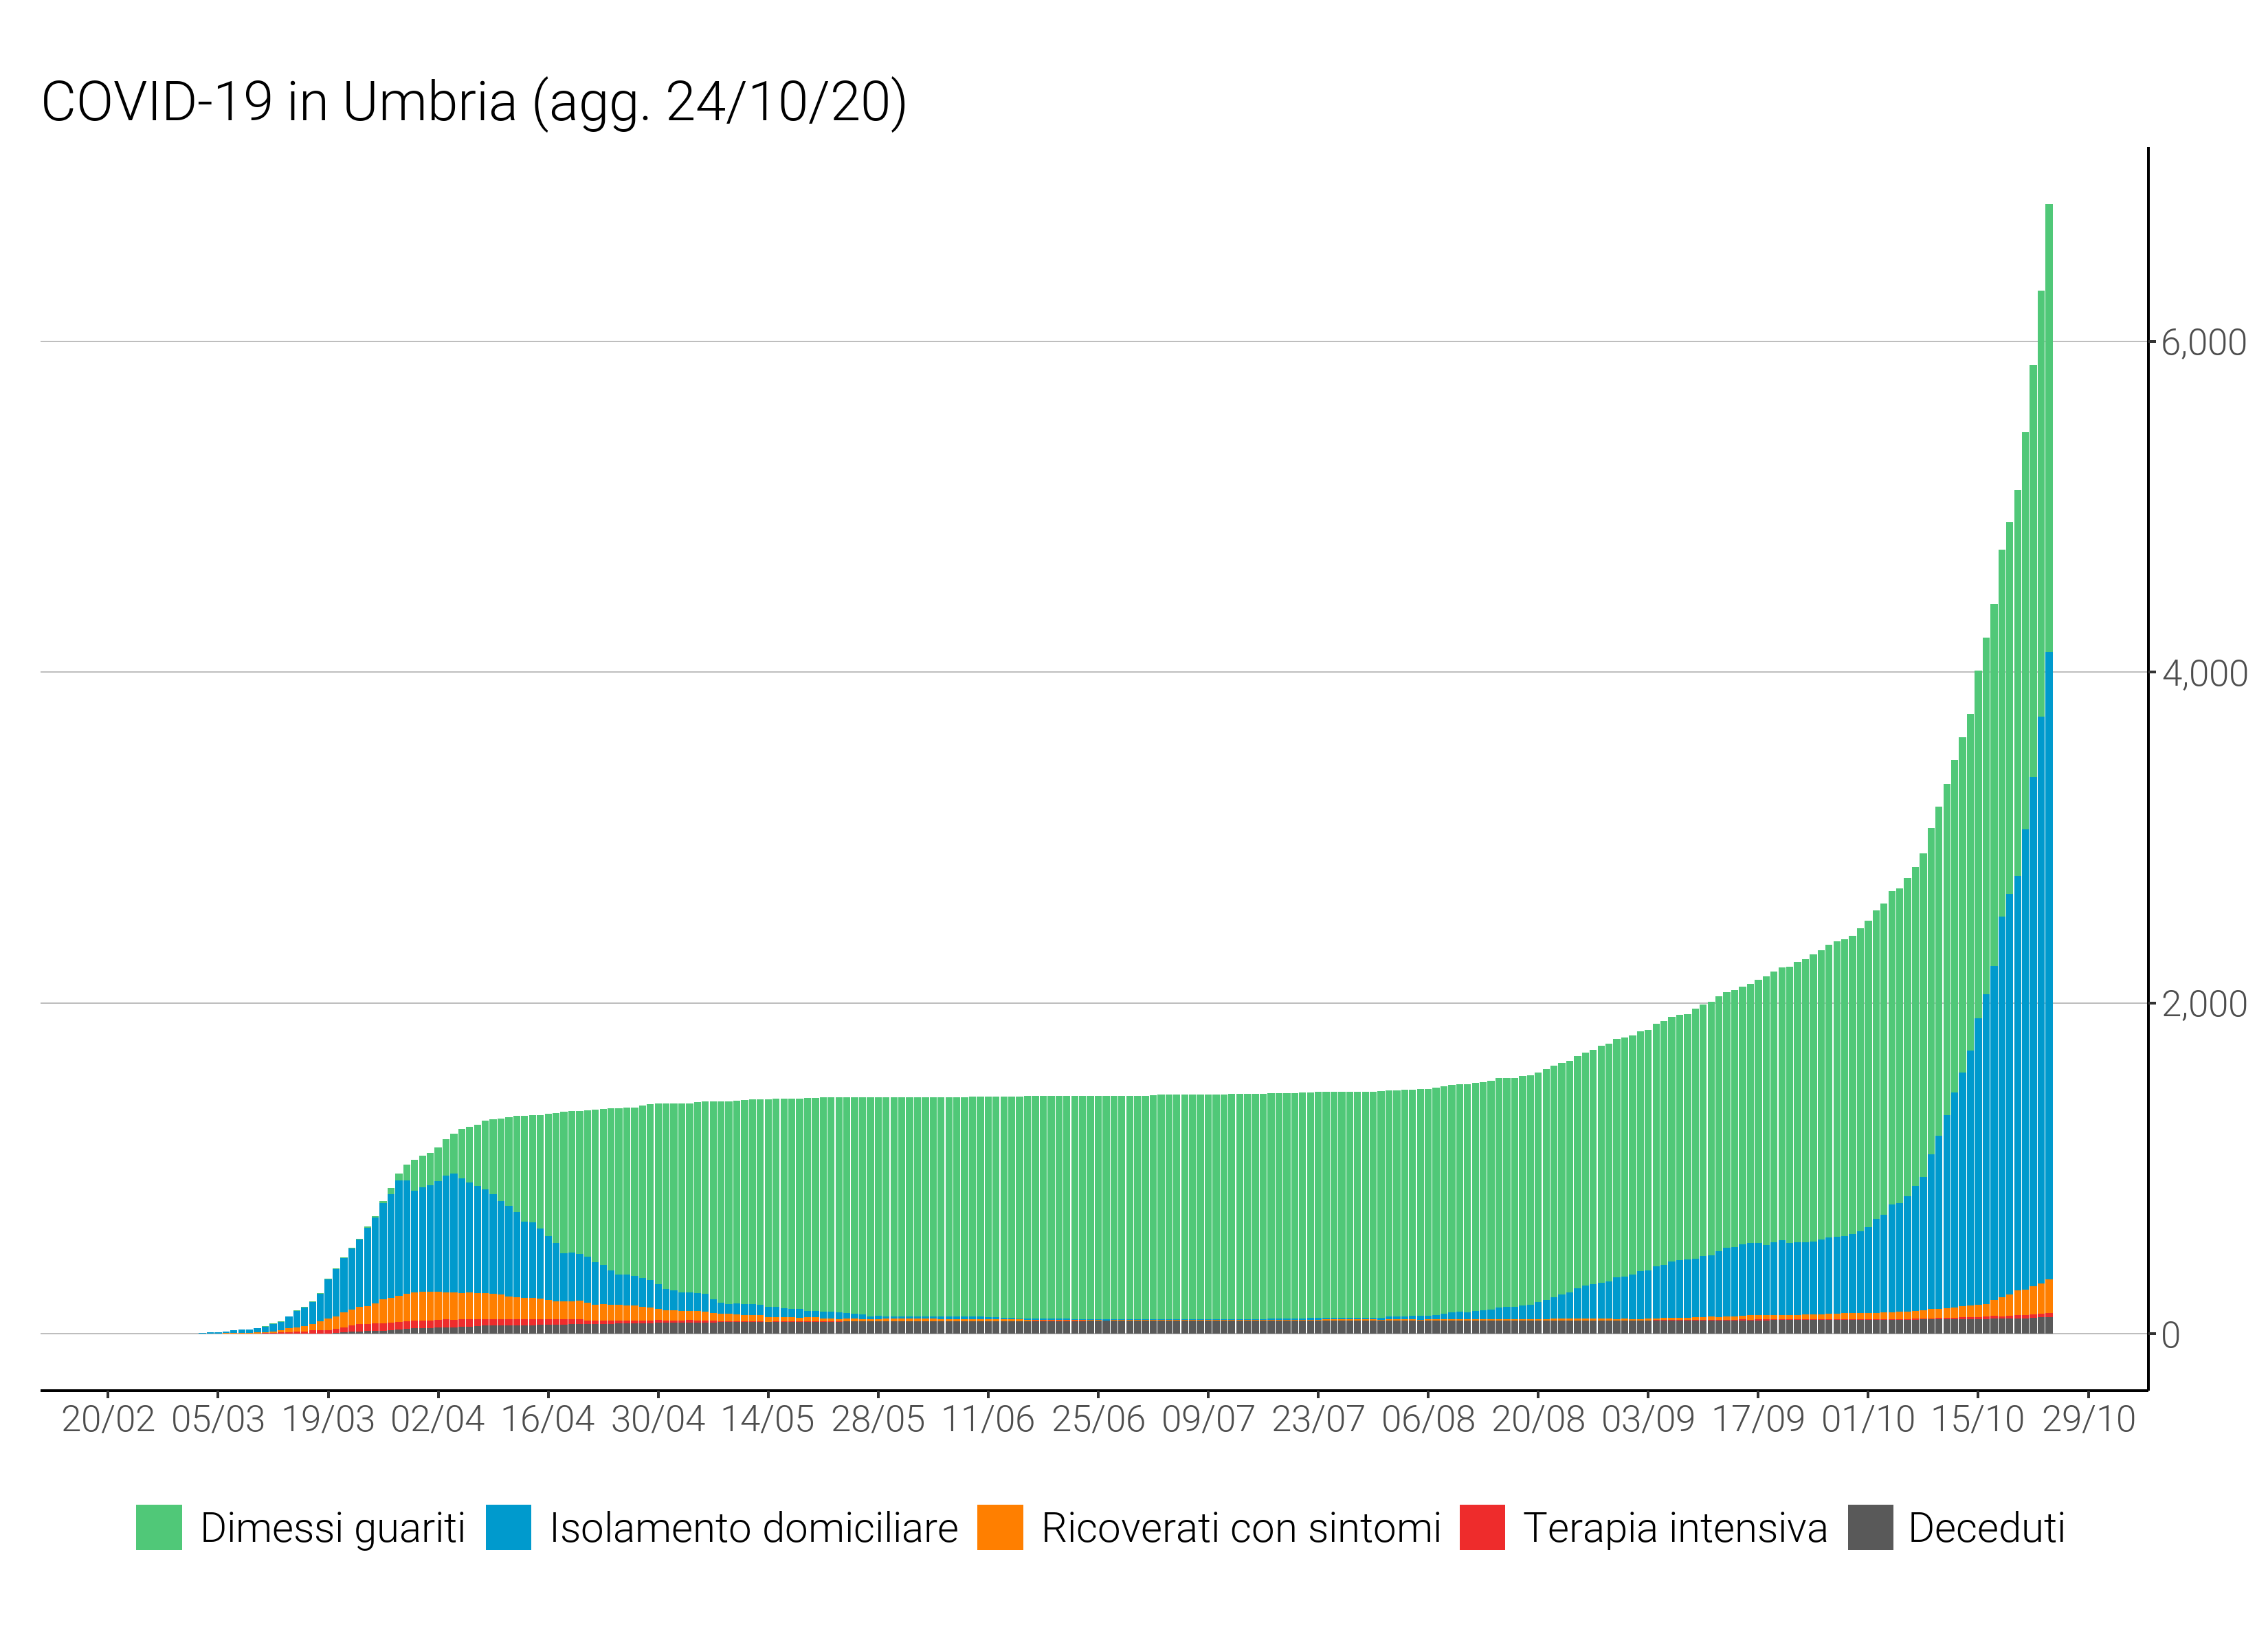 COVID-19 in Umbria (agg. 24/10/20)
6,000
4,000
2,000
0
20/02 05/03 19/03 02/04 16/04 30/04 14/05 28/05 11/06 25/06 09/07 23/07 06/08 20/08 03/09 17/09 01/10 15/10 29/10
Dimessi guariti Isolamento domiciliare Ricoverati con sintomi Terapia intensiva Deceduti